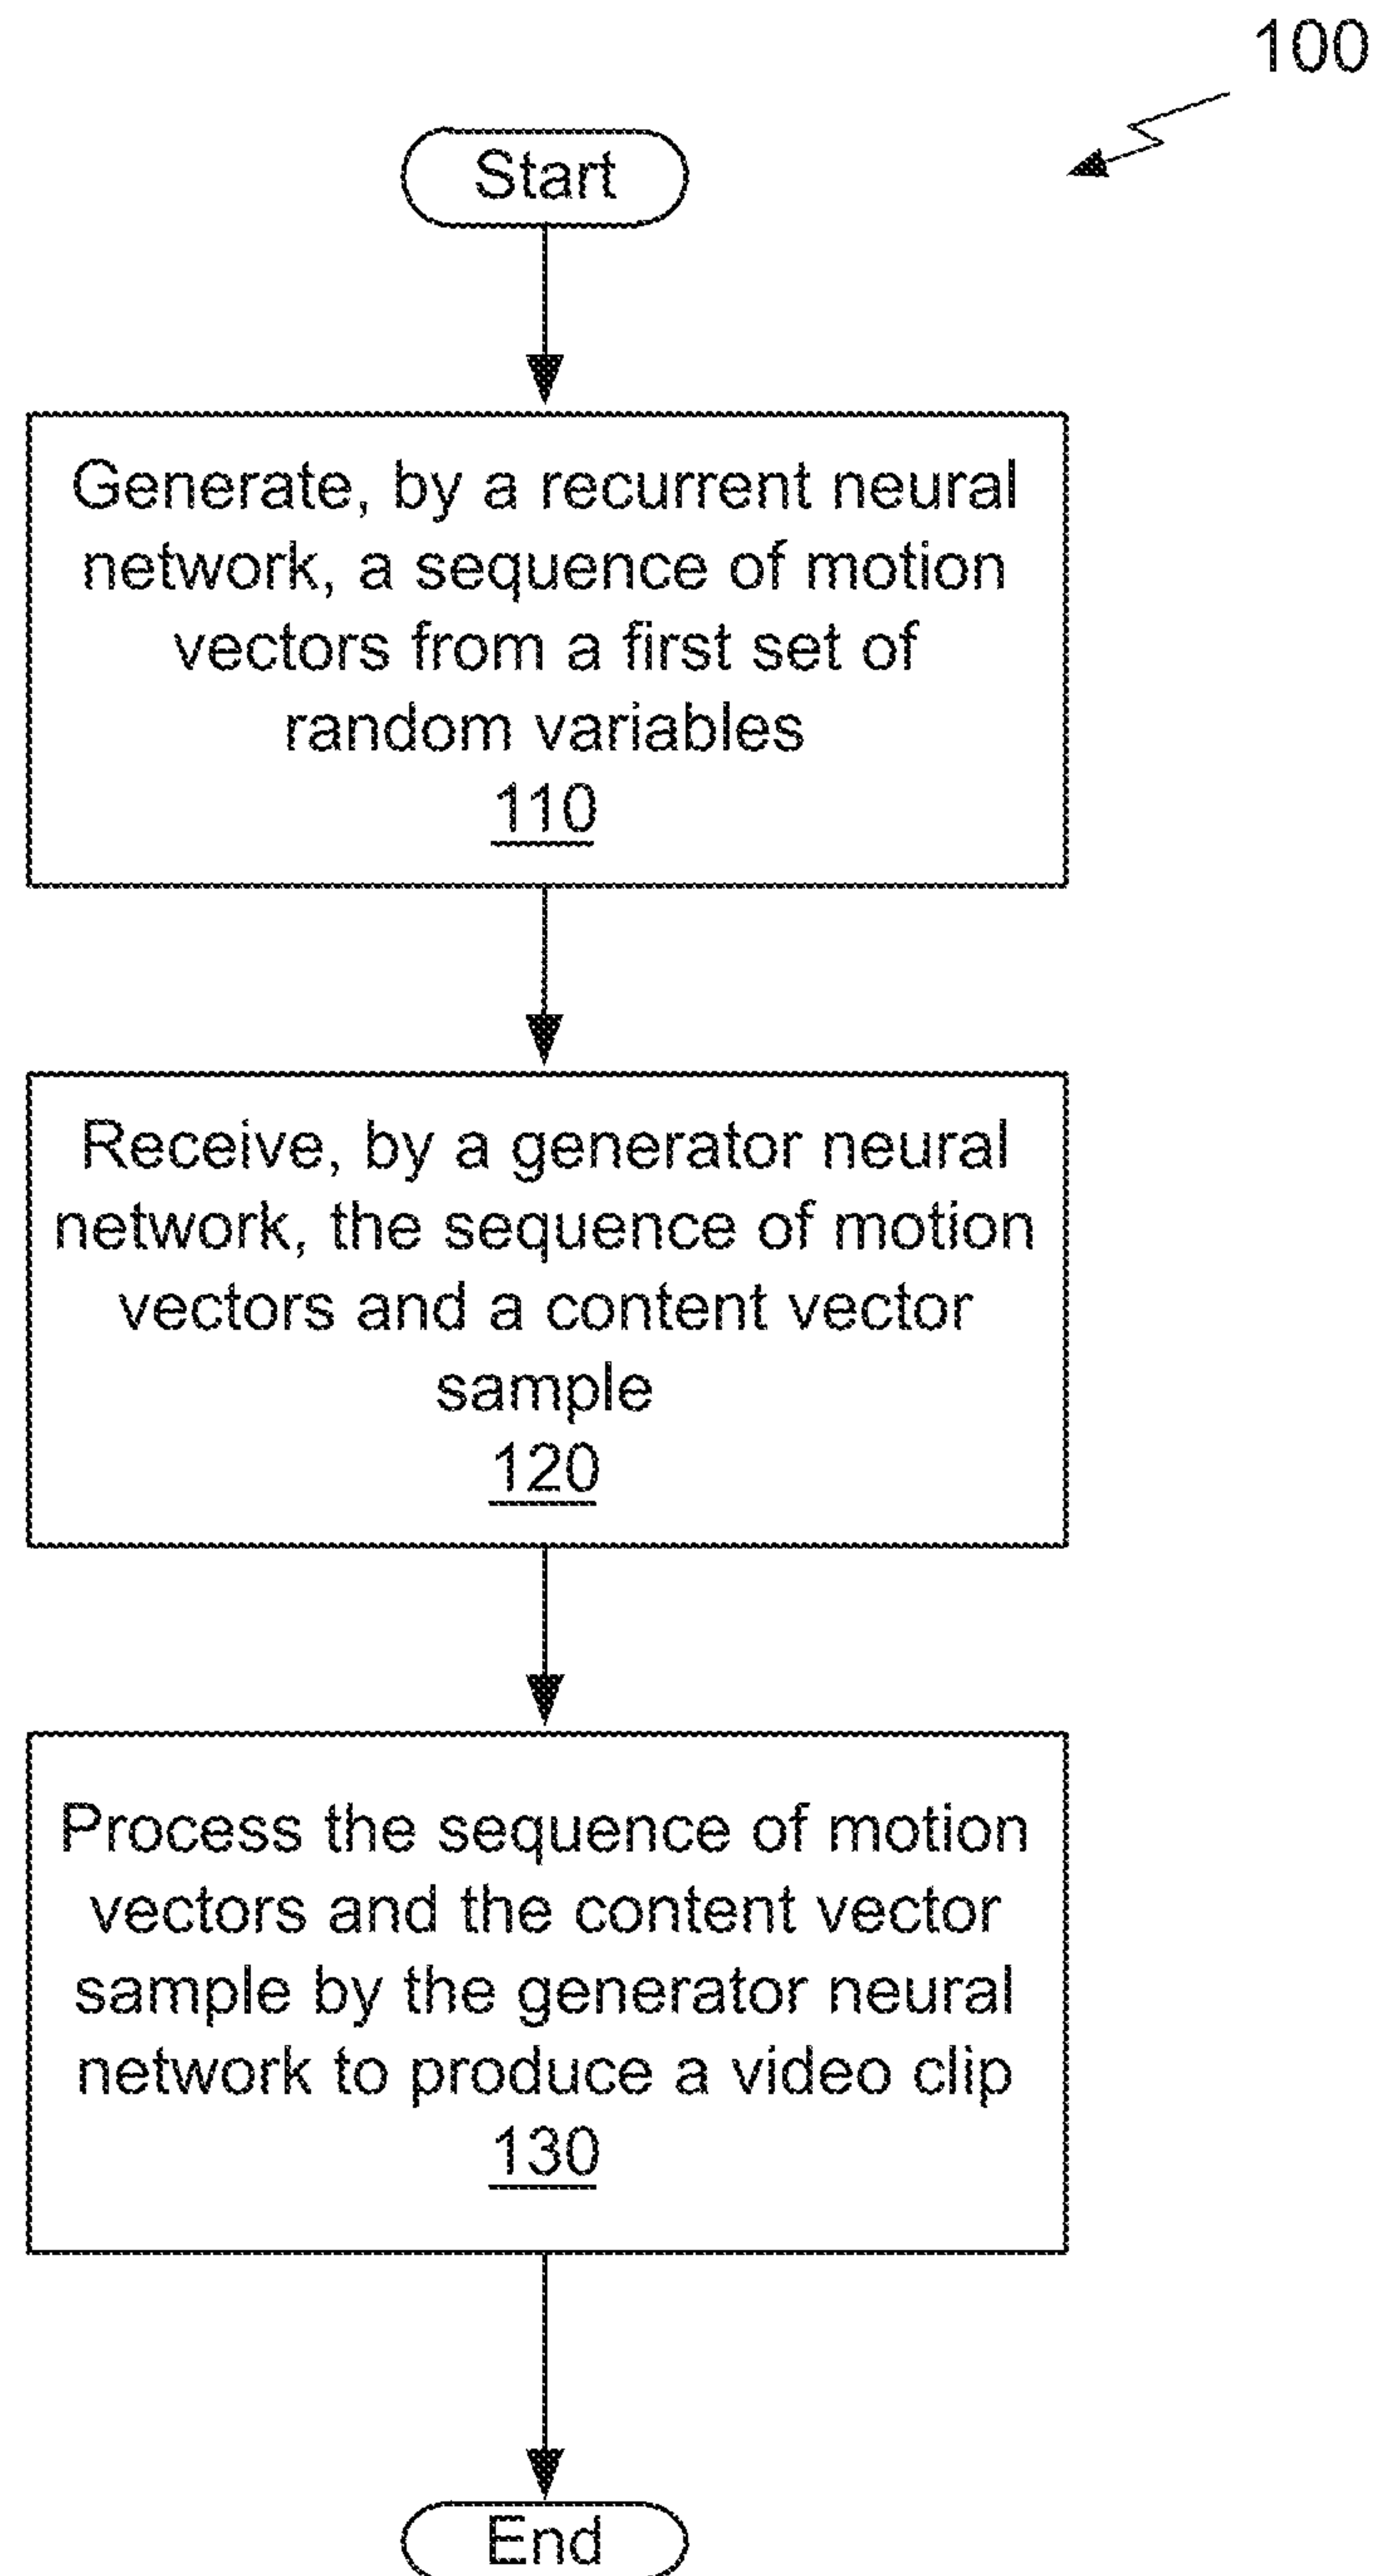 100
Start
Generate, by a recurrent neural
network, a sequence of motion
vectors from a first set of
random variables
110
Receive, by a generator neural
network, the sequence of motion
vectors and a content vector
sample
120
Process the sequence of motion
vectors and the content vector
sample by the generator neural
network to produce a video clip
130
End